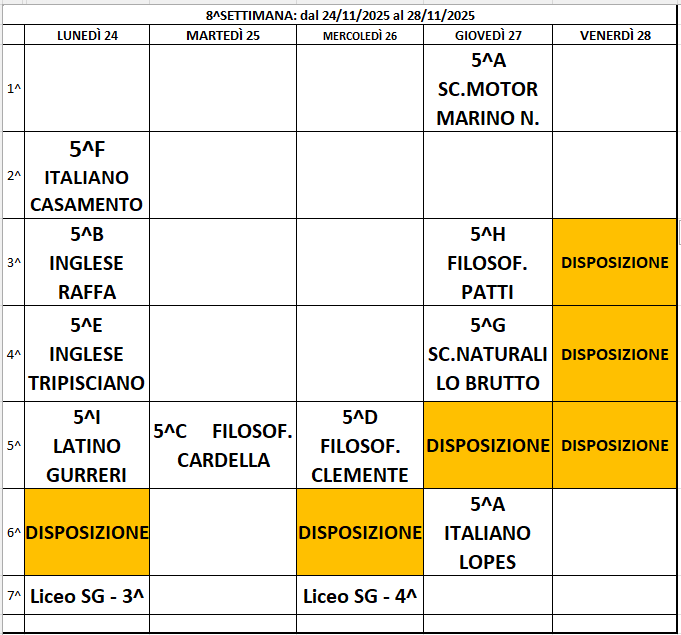 8^SETTIMANA: dal 24/11/2025 al 28/11/2025
LUNEDÌ 24 MARTEDÌ 25 MERCOLEDÌ 26 GIOVEDÌ 27 VENERDÌ 28
1^
5^A
SC.MOTOR
MARINO N.
2^
5^F
ITALIANO
CASAMENTO
3^
5^B
INGLESE
RAFFA
5^H
FILOSOF.
PATTI
DISPOSIZIONE
4^
5^E
INGLESE
TRIPISCIANO
5^G
SC.NATURALI
LO BRUTTO
DISPOSIZIONE
5^
5^I
LATINO
GURRERI
5^C FILOSOF.
CARDELLA
5^D
FILOSOF.
CLEMENTE
DISPOSIZIONE
DISPOSIZIONE
6^
DISPOSIZIONE
DISPOSIZIONE
5^A
ITALIANO
LOPES
7^
Liceo SG - 3^
Liceo SG - 4^